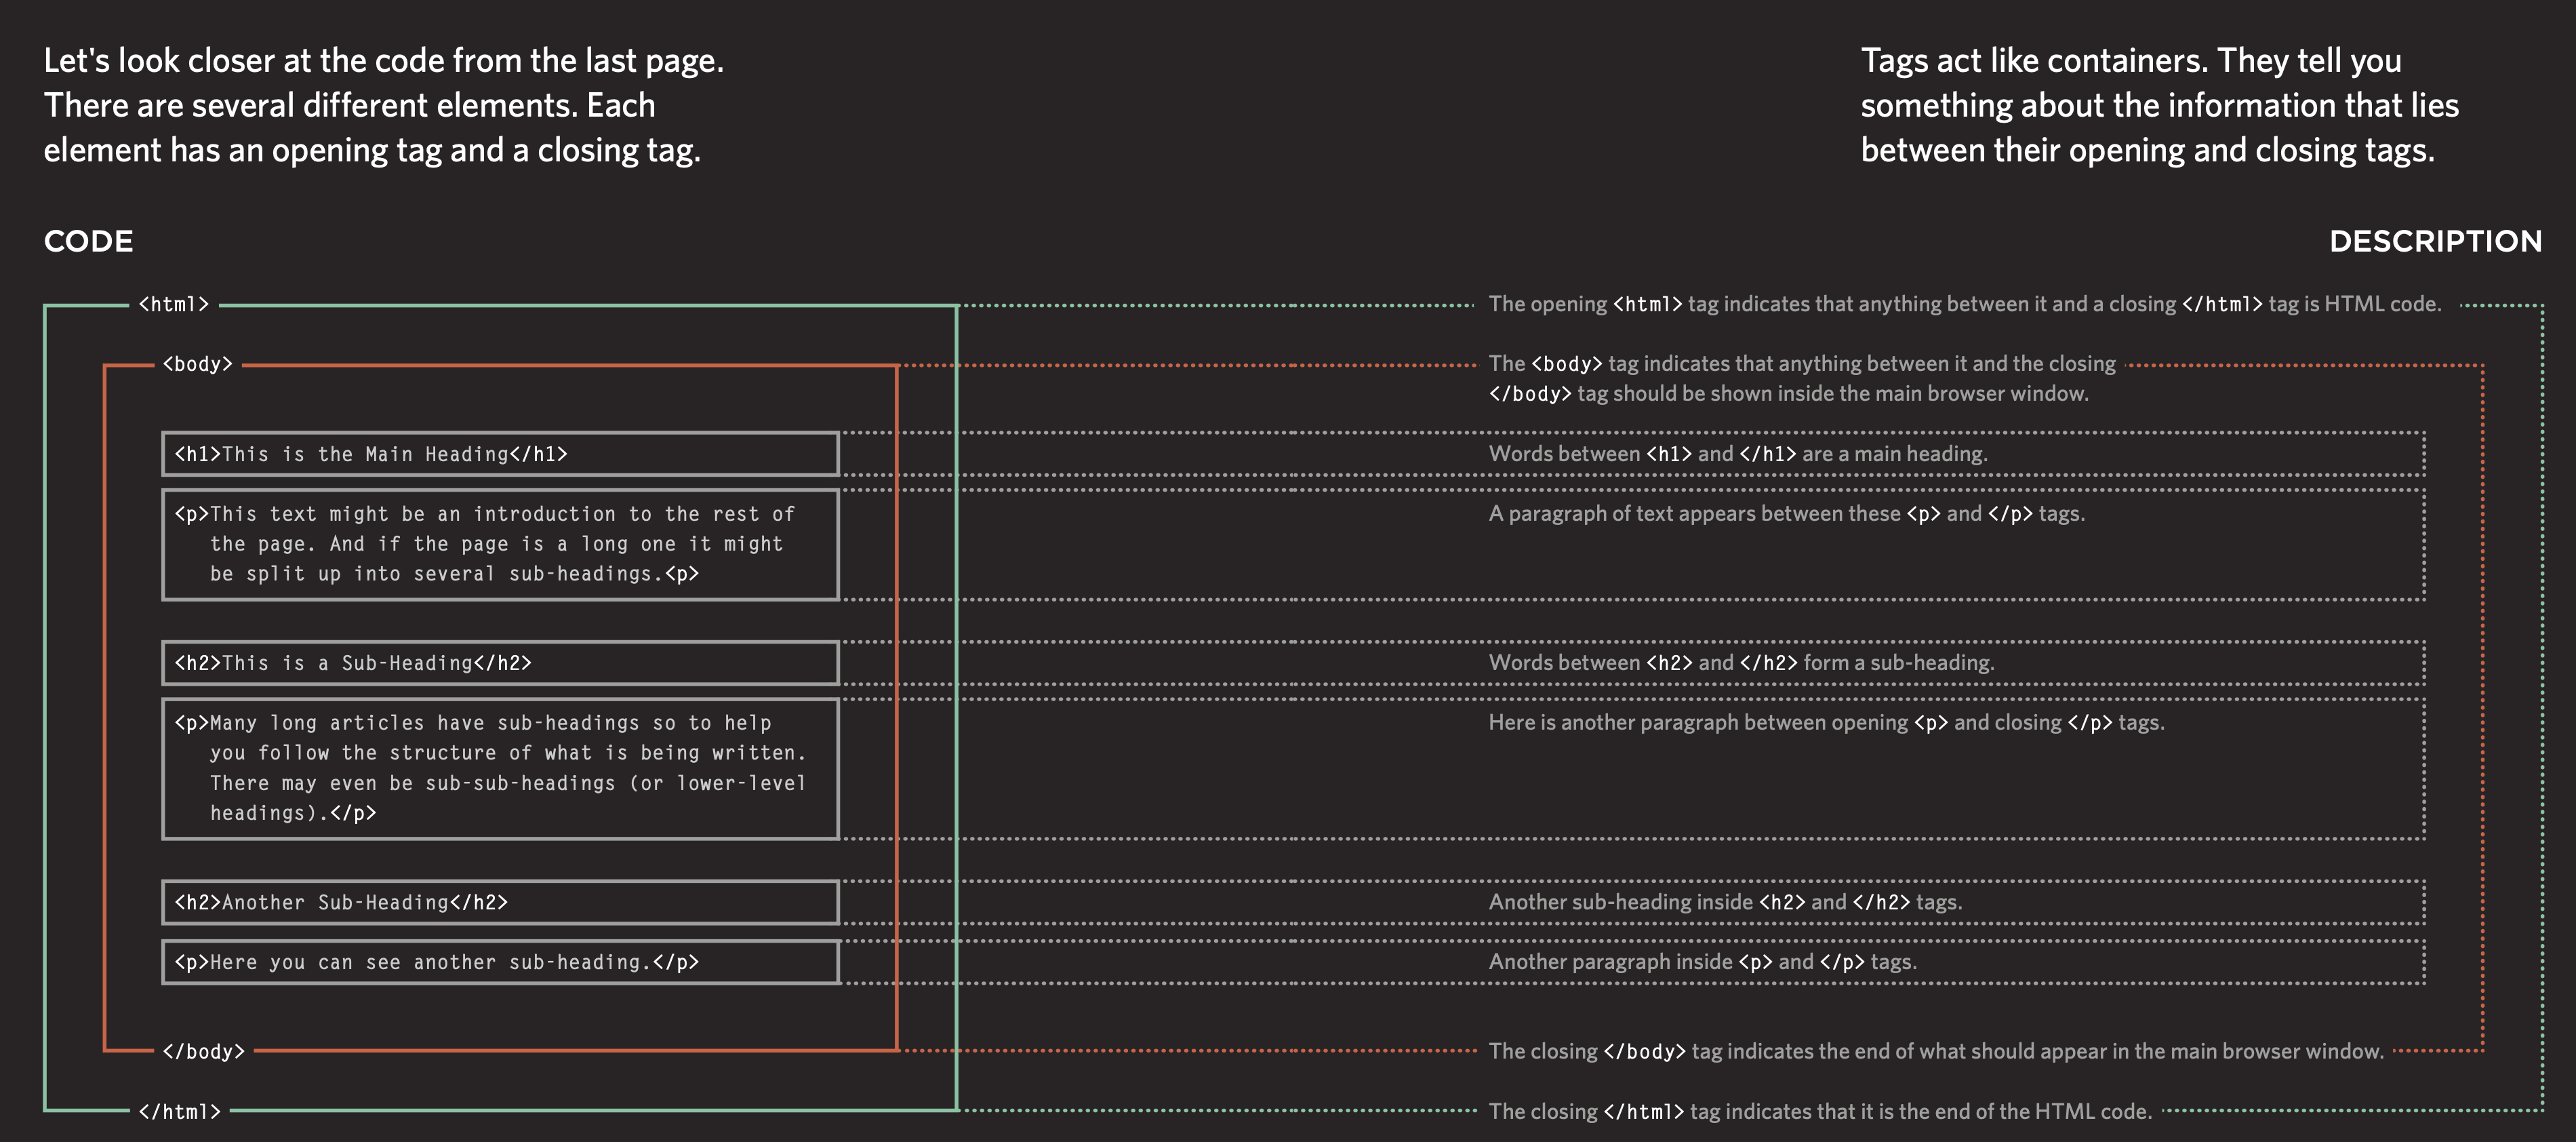 Let's look closer at the code from the last page.
There are several different elements. Each
element has an opening tag and a closing tag.
Tags act like containers. They tell you
something about the information that lies
between their opening and closing tags.
CODE
DESCRIPTION
<html>
The opening <html> tag indicates that anything between it and a closing </html> tag is HTML code.
<body>
The <body> tag indicates that anything between it and the closing
</body> tag should be shown inside the main browser window.
<h1>This is the Main Heading</h1>
Words between <h1> and </h1> are a main heading.
<p>This text might be an introduction to the rest of
the page. And if the page is a long one it might
be split up into several sub-headings.<p>
A paragraph of text appears between these <p> and </p> tags.
<h2>This is a Sub-Heading</h2>
Words between <h2> and </h2> form a sub-heading.
<p>Many long articles have sub-headings so to help
you follow the structure of what is being written.
There may even be sub-sub-headings (or lower-level
headings).</p>
Here is another paragraph between opening <p> and closing </p> tags.
<h2>Another Sub-Heading</h2>
Another sub-heading inside <h2> and </h2> tags.
<p>Here you can see another sub-heading.</p>
Another paragraph inside <p> and </p> tags.
</body>
The closing </body> tag indicates the end of what should appear in the main browser window.
</html>
The closing </html> tag indicates that it is the end of the HTML code.